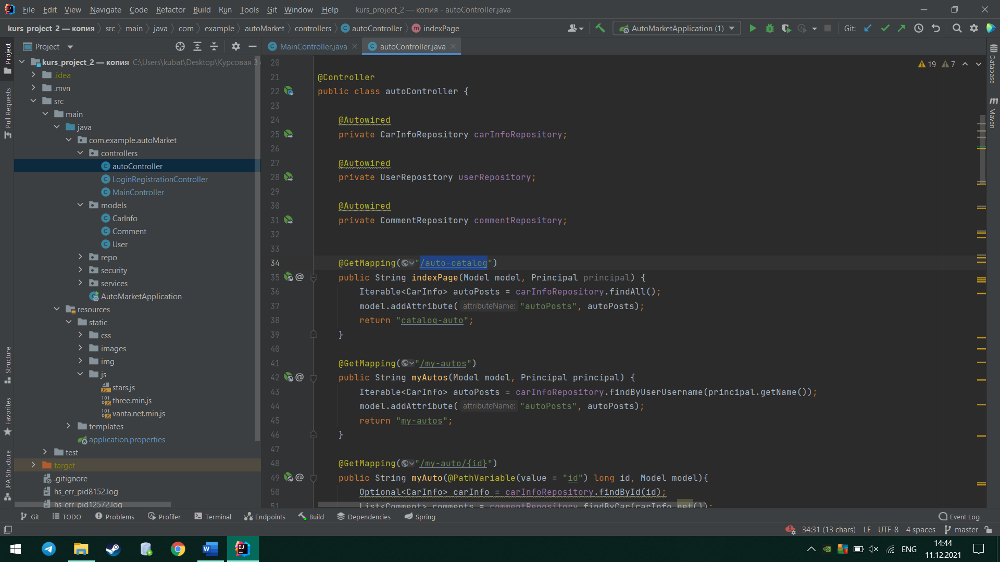 File Edit View Navigate Code Refactor Build Run Tools Git Window Help kurs_project_2 — копия - autoController.java
kurs_project_2 — копия src main java com example autoMarket controllers autoController indexPage AutoMarketApplication (1) Git:
Project
MainController.java autoController.java
Project
Pull Requests
Structure
Favorites
JPA Structure
kurs_project_2 — копия C:\Users\kubat\Desktop\Курсовая 3
.idea
.mvn
src
main
java
com.example.autoMarket
controllers
autoController
LoginRegistrationController
MainController
models
CarInfo
Comment
User
repo
security
services
AutoMarketApplication
resources
static
css
images
img
js
stars.js
three.min.js
vanta.net.min.js
templates
application.properties
test
target
.gitignore
hs_err_pid8152.log
hs_err_pid12572.log
19 7
20
21 @Controller
22 public class autoController {
23
24 @Autowired
25 private CarInfoRepository carInfoRepository;
26
27 @Autowired
28 private UserRepository userRepository;
29
30 @Autowired
31 private CommentRepository commentRepository;
32
33
34 @GetMapping("/auto-catalog")
35 public String indexPage(Model model, Principal principal) {
36 Iterable<CarInfo> autoPosts = carInfoRepository.findAll();
37 model.addAttribute( attributeName: "autoPosts", autoPosts);
38 return "catalog-auto";
39 }
40
41 @GetMapping("/my-autos")
42 public String myAutos(Model model, Principal principal) {
43 Iterable<CarInfo> autoPosts = carInfoRepository.findByUserUsername(principal.getName());
44 model.addAttribute( attributeName: "autoPosts", autoPosts);
45 return "my-autos";
46 }
47
48 @GetMapping("/my-auto/{id}")
49 public String myAuto(@PathVariable(value = "id") long id, Model model){
50 Optional<CarInfo> carInfo = carInfoRepository.findById(id);
51 List<Comment> comments = commentRepository.findByCar(carInfo.get());
Database
Maven
Git TODO Problems Profiler Terminal Endpoints Build Dependencies Spring Event Log
34:31 (13 chars) LF UTF-8 4 spaces master
ENG
14:44
11.12.2021